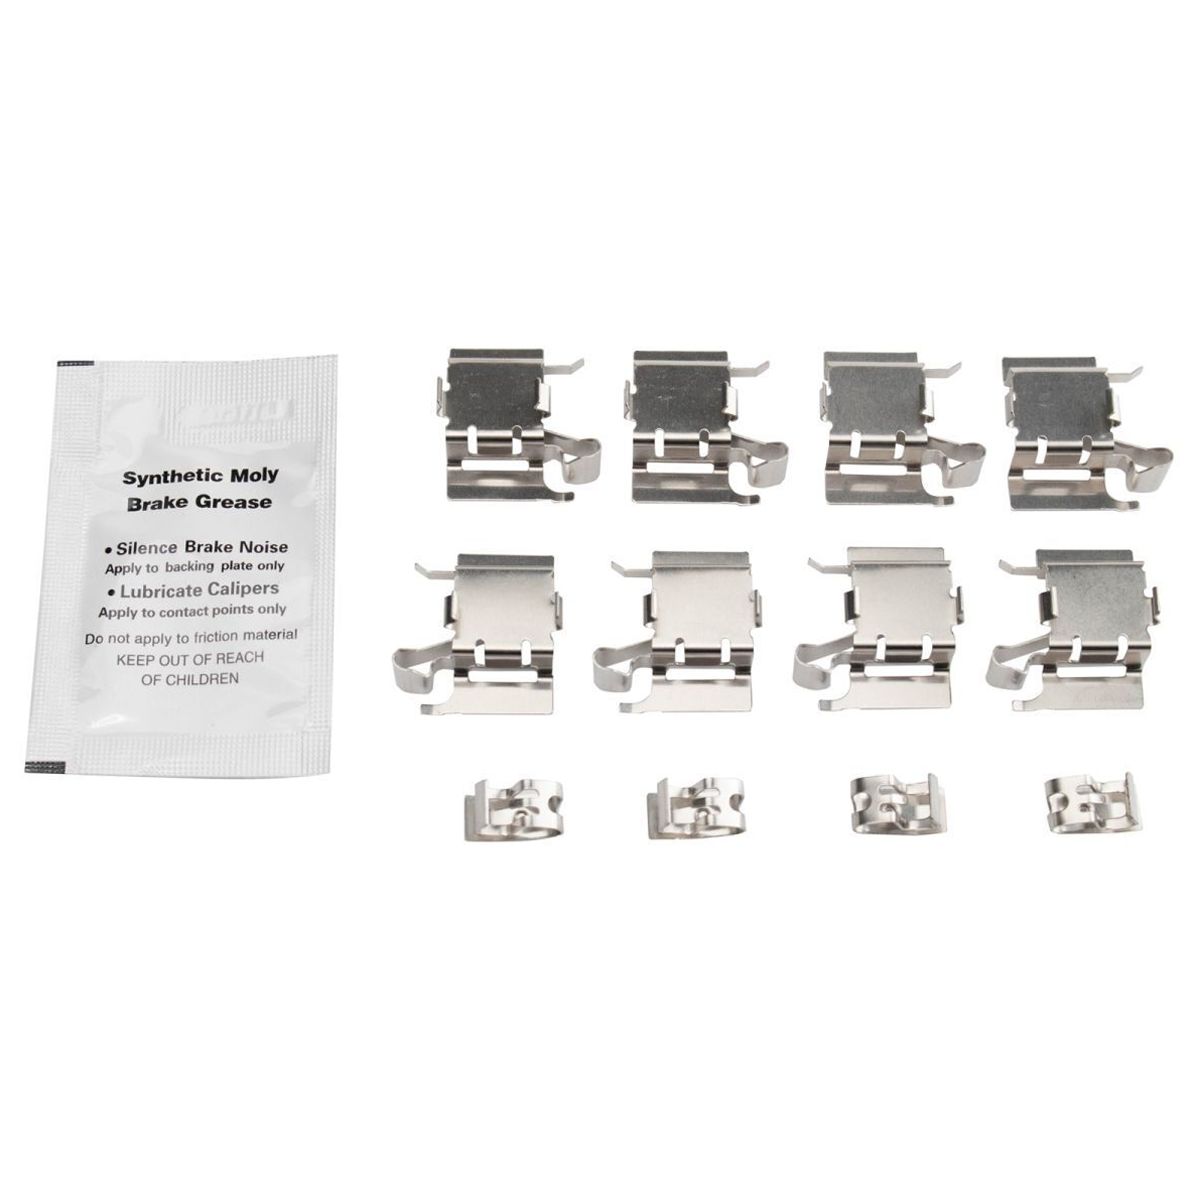 Synthetic Moly
Brake Grease
• Silence Brake Noise
Apply to backing plate only
• Lubricate Calipers
Apply to contact points only
Do not apply to friction material
KEEP OUT OF REACH
OF CHILDREN